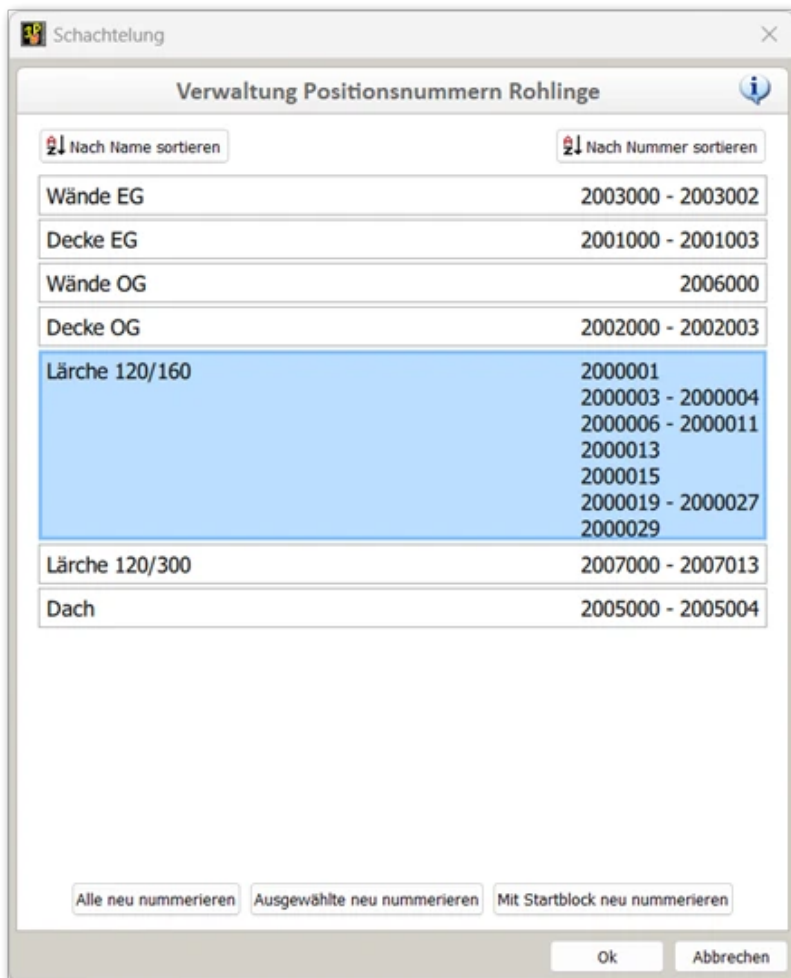 Schachtelung
Verwaltung Positionsnummern Rohlinge
Nach Name sortieren Nach Nummer sortieren
Wände EG 2003000 - 2003002
Decke EG 2001000 - 2001003
Wände OG 2006000
Decke OG 2002000 - 2002003
Lärche 120/160 2000001
2000003 - 2000004
2000006 - 2000011
2000013
2000015
2000019 - 2000027
2000029
Lärche 120/300 2007000 - 2007013
Dach 2005000 - 2005004
Alle neu nummerieren Ausgewählte neu nummerieren Mit Startblock neu nummerieren
Ok Abbrechen